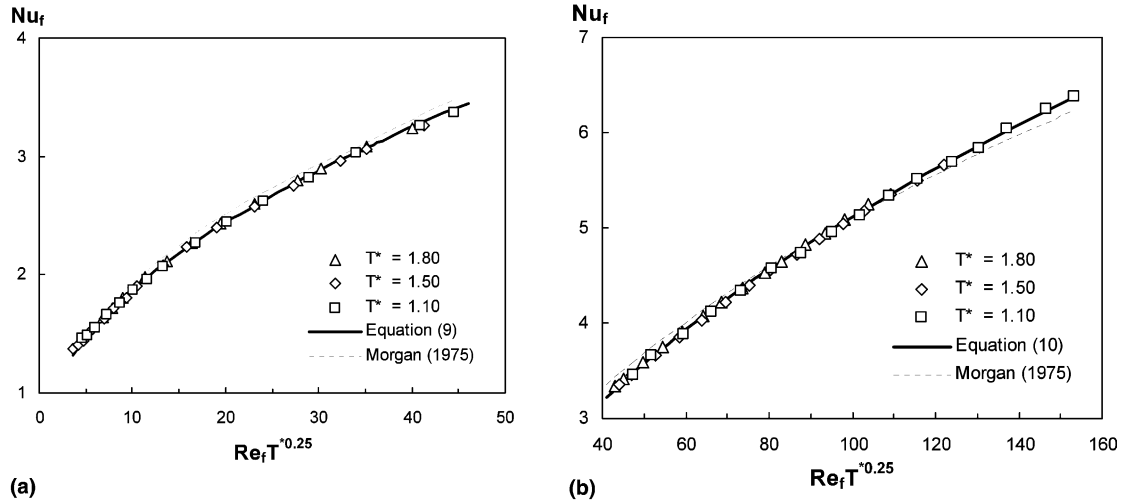 Nu_f
4
3
2
1
0 10 20 30 40 50
Re_fT^*0.25
△ T* = 1.80
◇ T* = 1.50
□ T* = 1.10
Equation (9)
Morgan (1975)
(a)
Nu_f
7
6
5
4
3
40 60 80 100 120 140 160
Re_fT^*0.25
△ T* = 1.80
◇ T* = 1.50
□ T* = 1.10
Equation (10)
Morgan (1975)
(b)